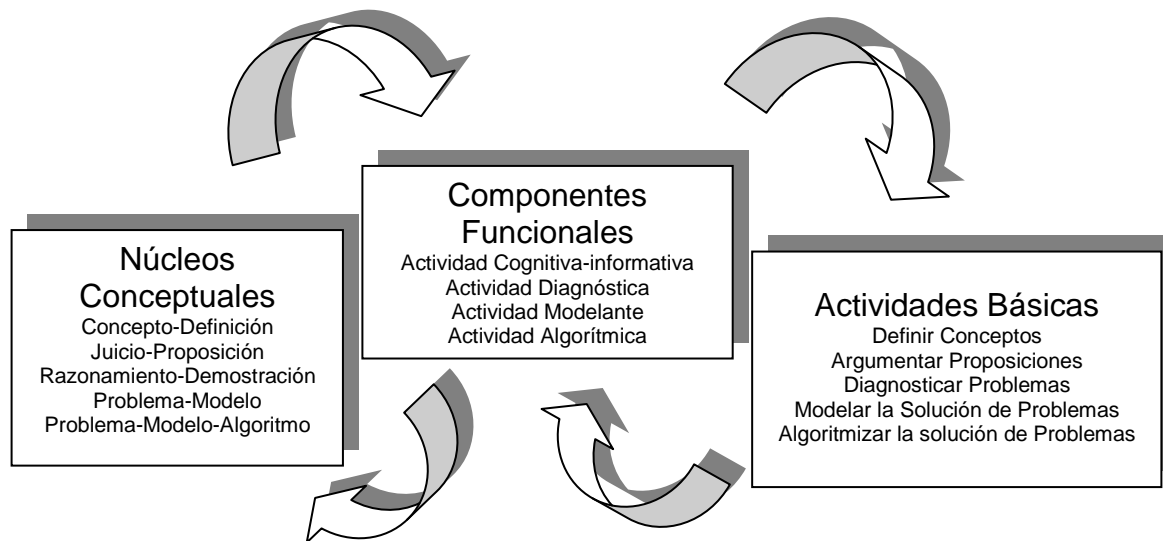 Núcleos
Conceptuales
Concepto-Definición
Juicio-Proposición
Razonamiento-Demostración
Problema-Modelo
Problema-Modelo-Algoritmo
Componentes
Funcionales
Actividad Cognitiva-informativa
Actividad Diagnóstica
Actividad Modelante
Actividad Algorítmica
Actividades Básicas
Definir Conceptos
Argumentar Proposiciones
Diagnosticar Problemas
Modelar la Solución de Problemas
Algoritmizar la solución de Problemas